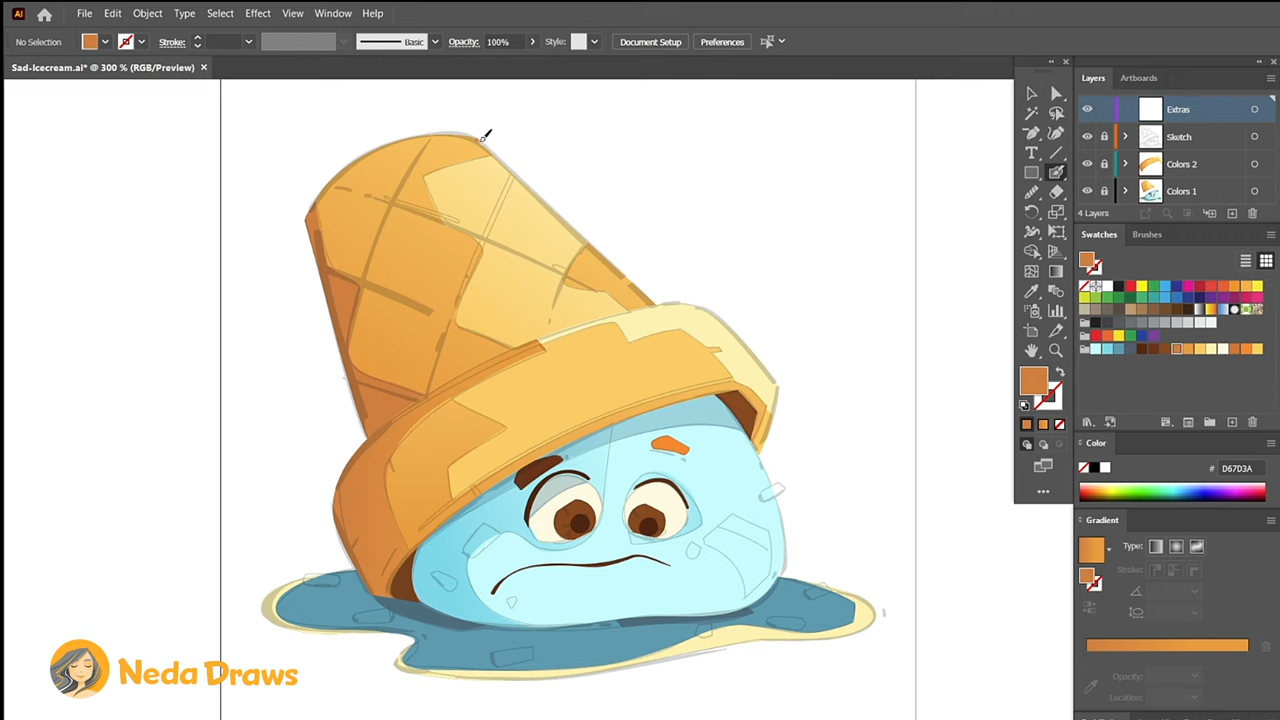 Ai File Edit Object Type Select Effect View Window Help
No Selection Stroke: Basic Opacity: 100% Style: Document Setup Preferences
Sad-Icecream.ai* @ 300 % (RGB/Preview) ×
Layers Artboards
Extras
Sketch
Colors 2
Colors 1
4 Layers
Swatches Brushes
Color
# D67D3A
Gradient
Type:
Stroke:
Opacity:
Location:
Neda Draws